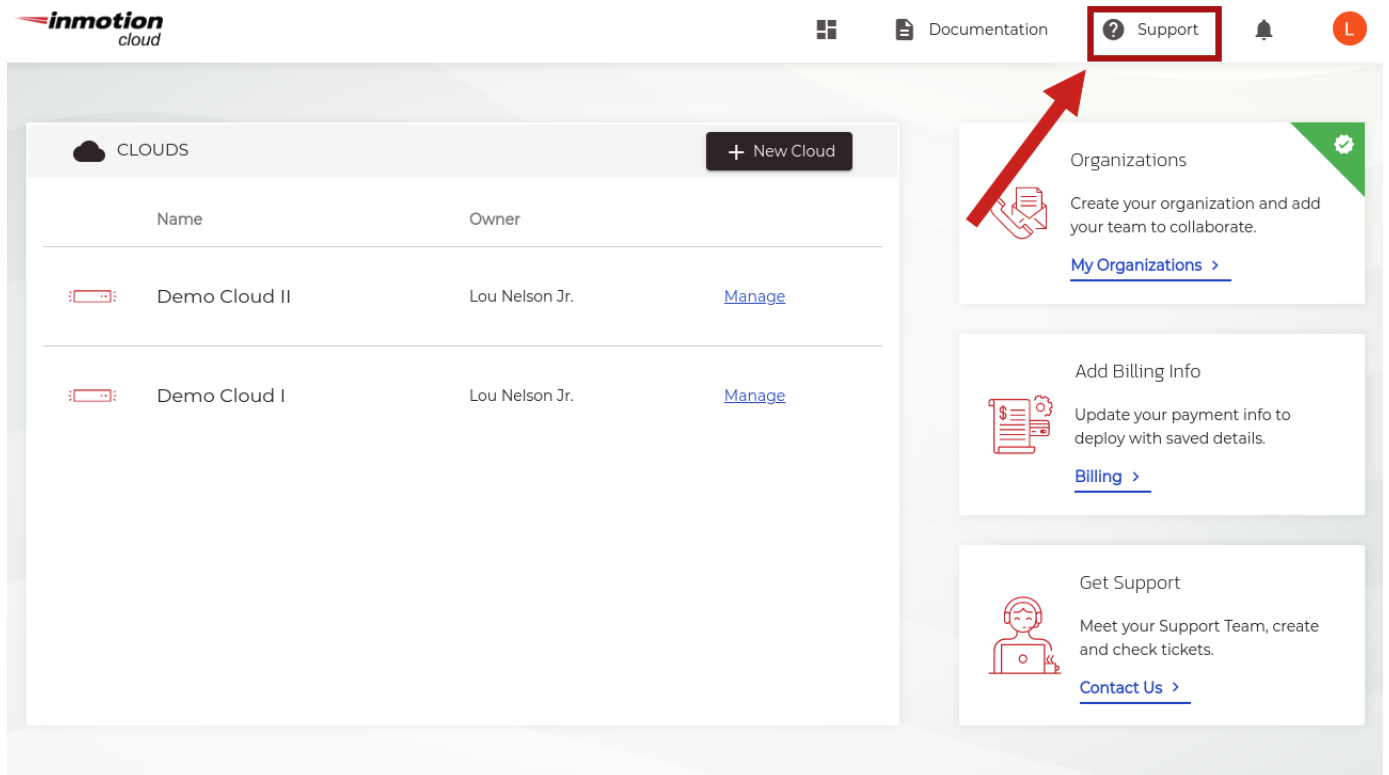 inmotion
cloud
Documentation
Support
L
CLOUDS
+ New Cloud
Name
Owner
Demo Cloud II
Lou Nelson Jr.
Manage
Demo Cloud I
Lou Nelson Jr.
Manage
Organizations
Create your organization and add
your team to collaborate.
My Organizations >
Add Billing Info
$
Update your payment info to
deploy with saved details.
Billing >
Get Support
Meet your Support Team, create
and check tickets.
Contact Us >